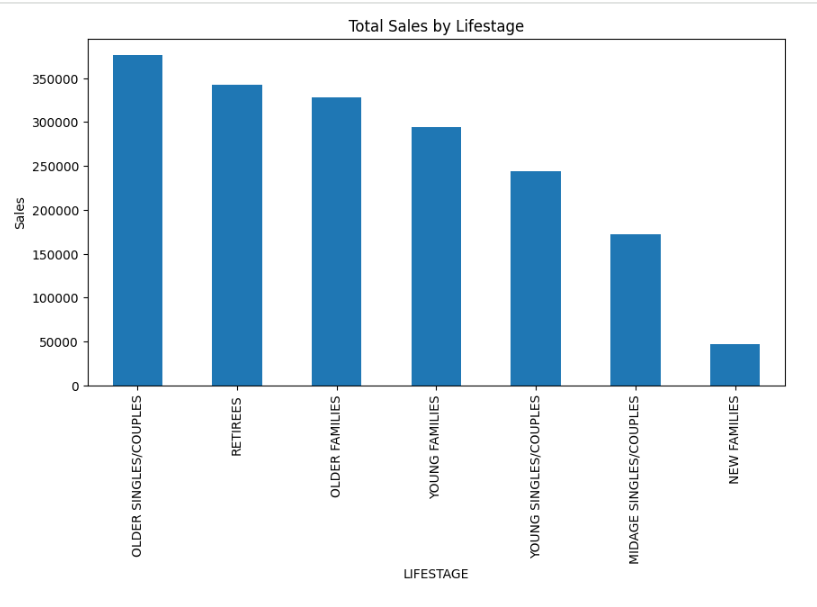 Total Sales by Lifestage
Sales
350000
300000
250000
200000
150000
100000
50000
0
OLDER SINGLES/COUPLES
RETIREES
OLDER FAMILIES
YOUNG FAMILIES
YOUNG SINGLES/COUPLES
MIDAGE SINGLES/COUPLES
NEW FAMILIES
LIFESTAGE